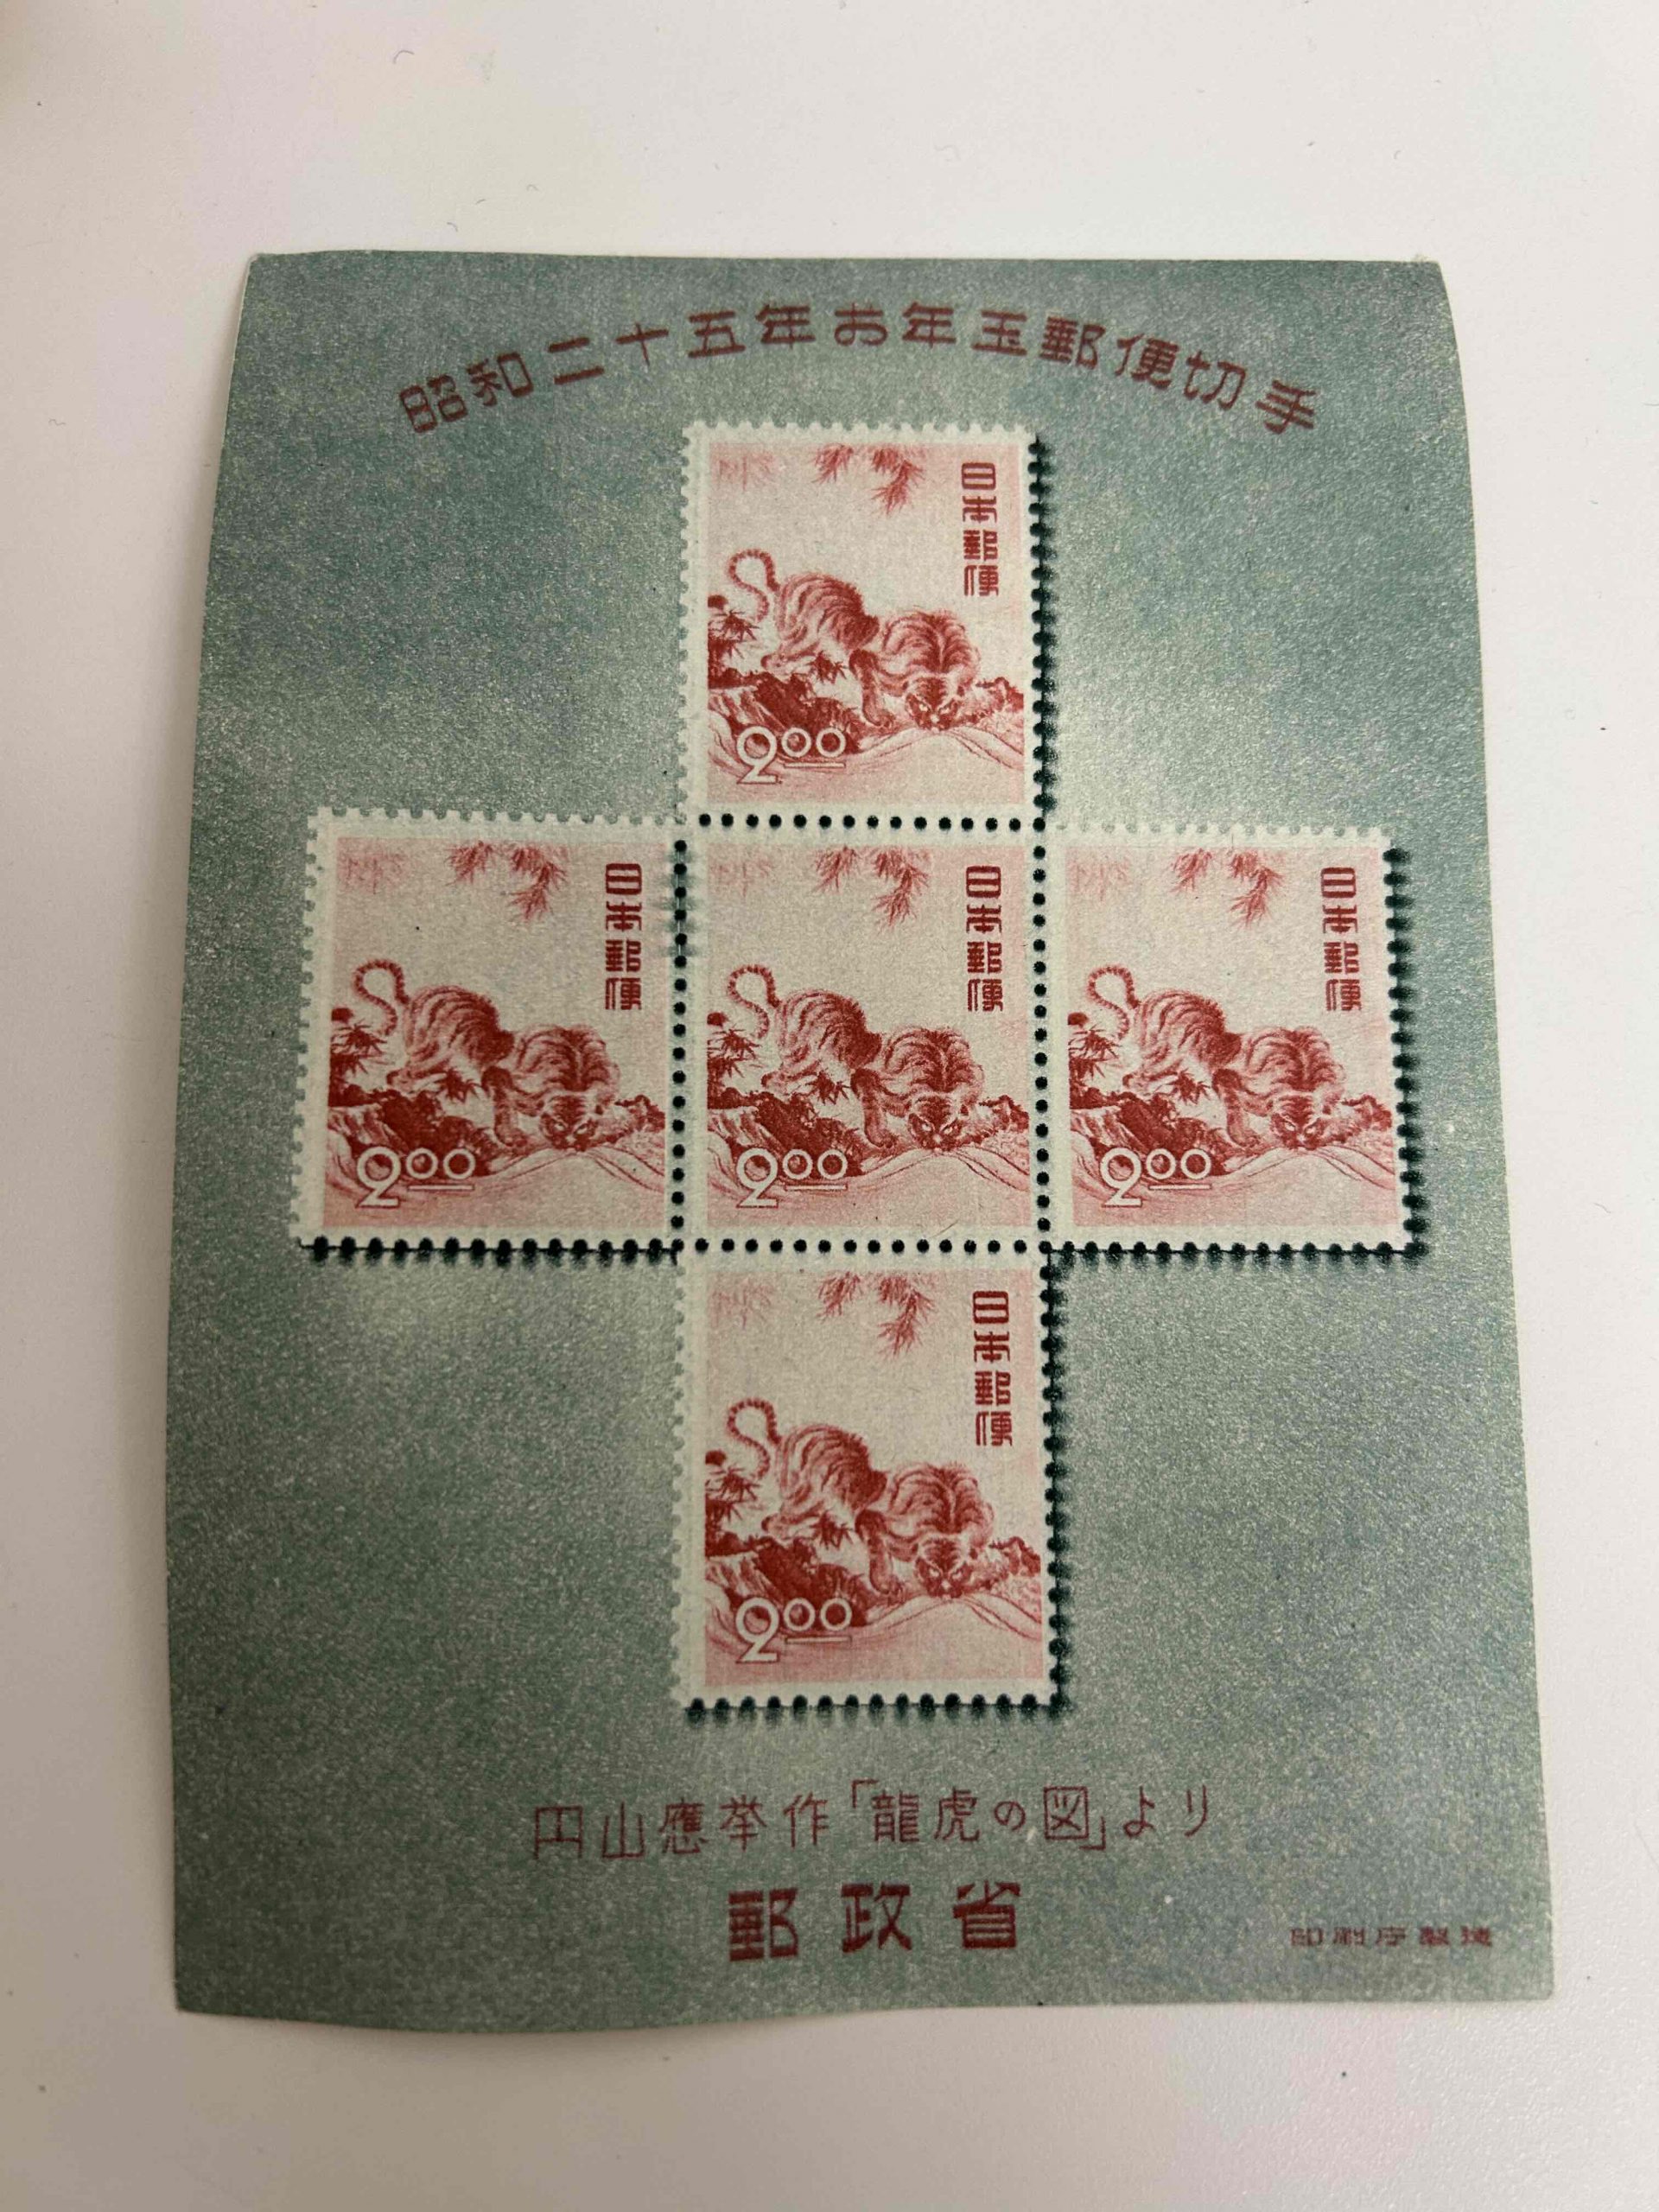 昭和二十五年お年玉郵便切手
日本郵便
2.00
日本郵便
2.00
日本郵便
2.00
日本郵便
2.00
日本郵便
2.00
円山應挙作「龍虎の図」より
郵政省
印刷庁製造